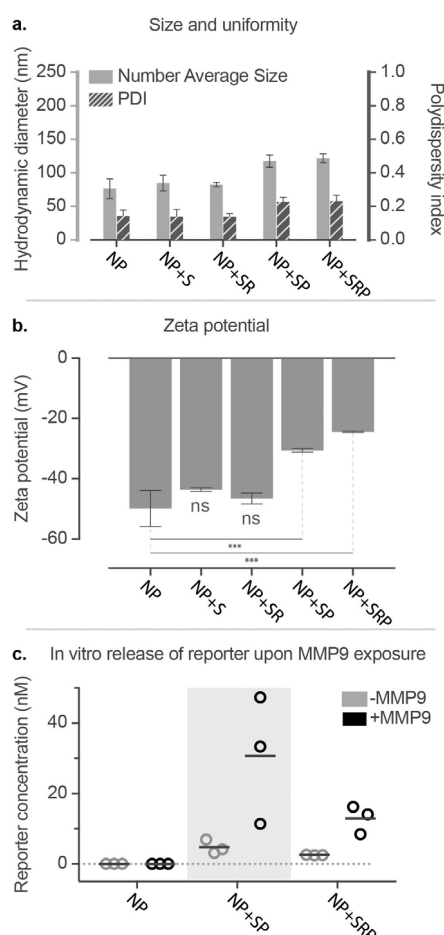 a. Size and uniformity
Hydrodynamic diameter (nm)
250
200
150
100
50
0
Number Average Size
PDI
1.0
0.8
0.6
0.4
0.2
0.0
Polydispersity index
NP
NP+S
NP+SR
NP+SP
NP+SRP
b. Zeta potential
Zeta potential (mV)
0
-20
-40
-60
ns
ns
***
***
NP
NP+S
NP+SR
NP+SP
NP+SRP
c. In vitro release of reporter upon MMP9 exposure
Reporter concentration (nM)
40
20
0
-MMP9
+MMP9
NP
NP+SP
NP+SRP